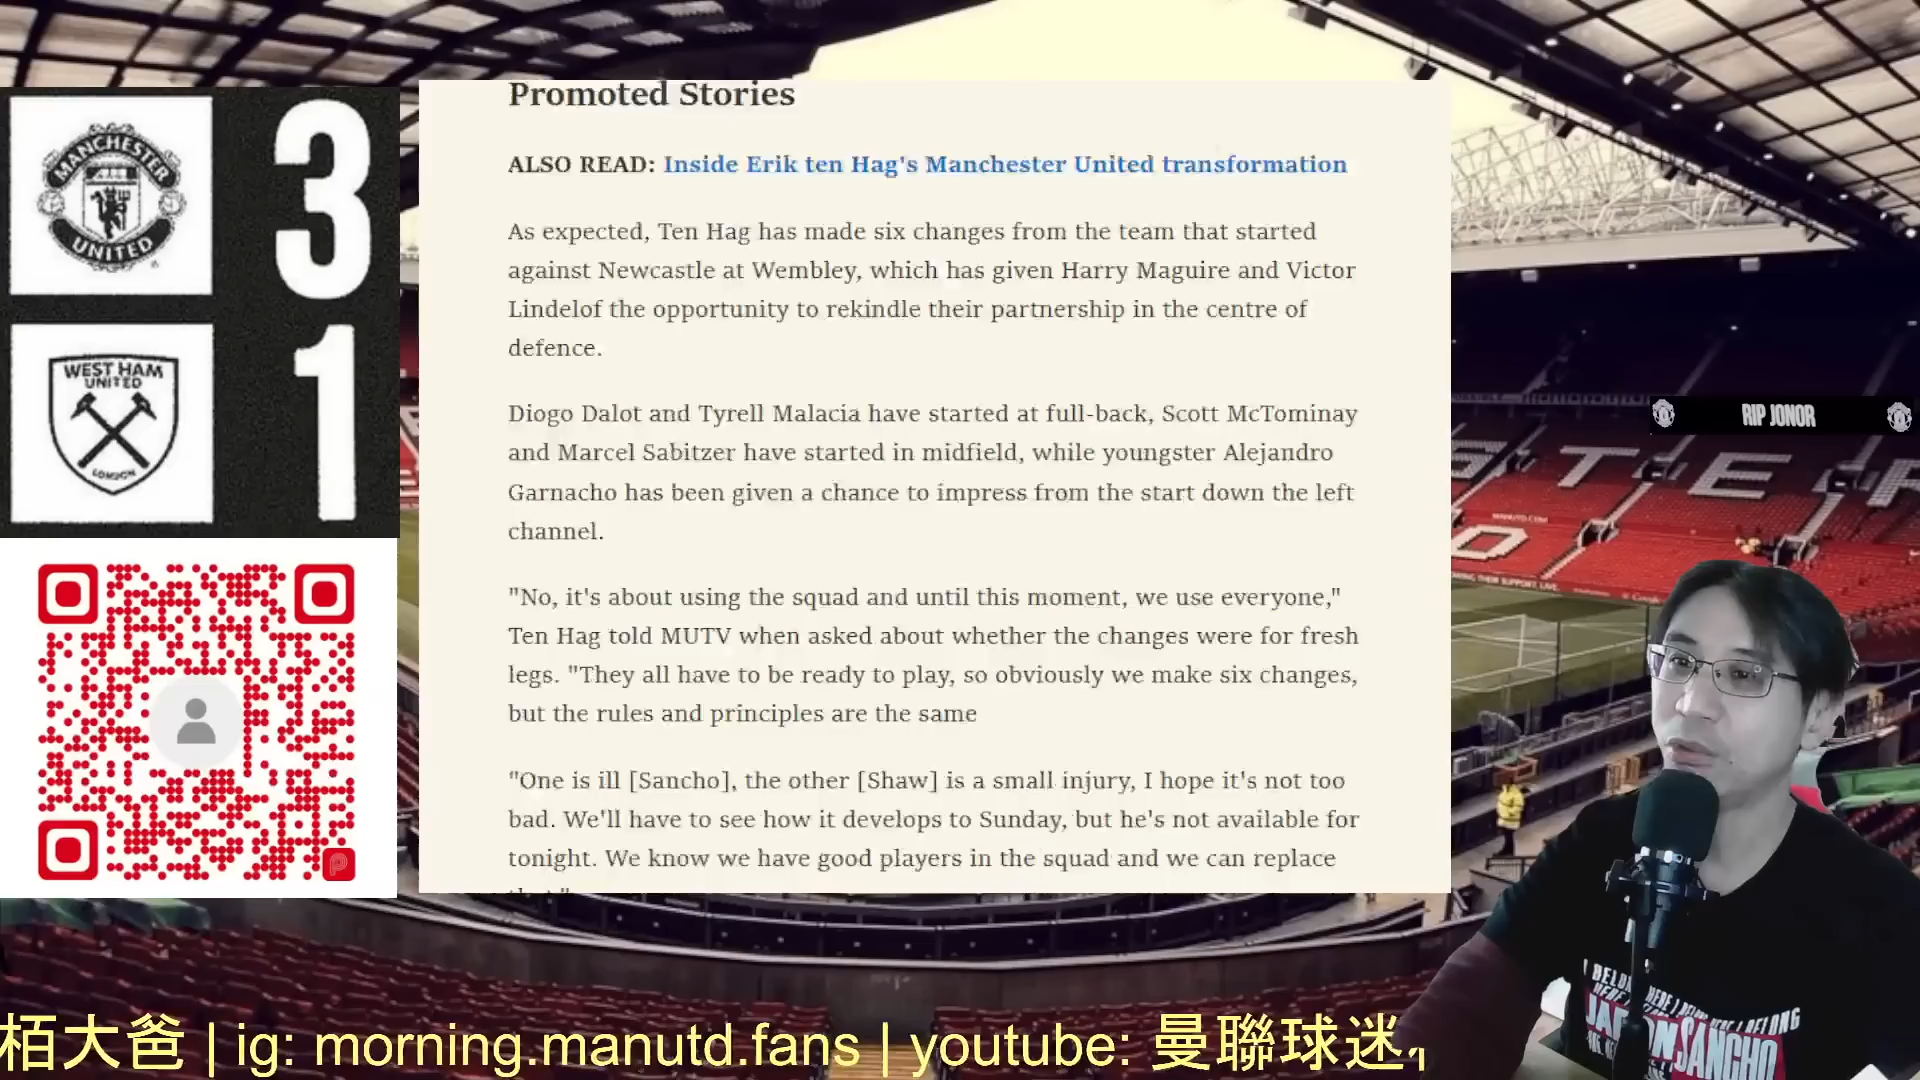 Promoted Stories
ALSO READ: Inside Erik ten Hag's Manchester United transformation
As expected, Ten Hag has made six changes from the team that started
against Newcastle at Wembley, which has given Harry Maguire and Victor
Lindelof the opportunity to rekindle their partnership in the centre of
defence.
Diogo Dalot and Tyrell Malacia have started at full-back, Scott McTominay
and Marcel Sabitzer have started in midfield, while youngster Alejandro
Garnacho has been given a chance to impress from the start down the left
channel.
"No, it's about using the squad and until this moment, we use everyone,"
Ten Hag told MUTV when asked about whether the changes were for fresh
legs. "They all have to be ready to play, so obviously we make six changes,
but the rules and principles are the same
"One is ill [Sancho], the other [Shaw] is a small injury, I hope it's not too
bad. We'll have to see how it develops to Sunday, but he's not available for
tonight. We know we have good players in the squad and we can replace
MANCHESTER
UNITED
3
WEST HAM
UNITED
LONDON
1
RIP JONOR
STER
MANUTD.COM
I BELONG
HERE I BELONG
HERE I BELONG
JADON SANCHO
栢大爸 | ig: morning.manutd.fans | youtube: 曼聯球迷